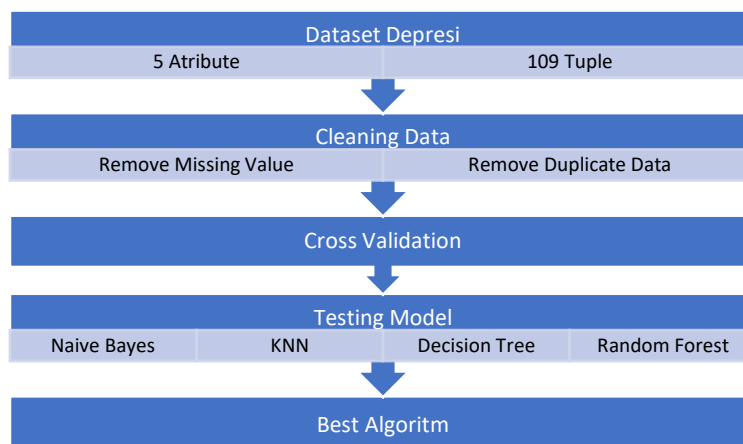 Dataset Depresi
5 Atribute 109 Tuple
Cleaning Data
Remove Missing Value Remove Duplicate Data
Cross Validation
Testing Model
Naive Bayes KNN Decision Tree Random Forest
Best Algoritm